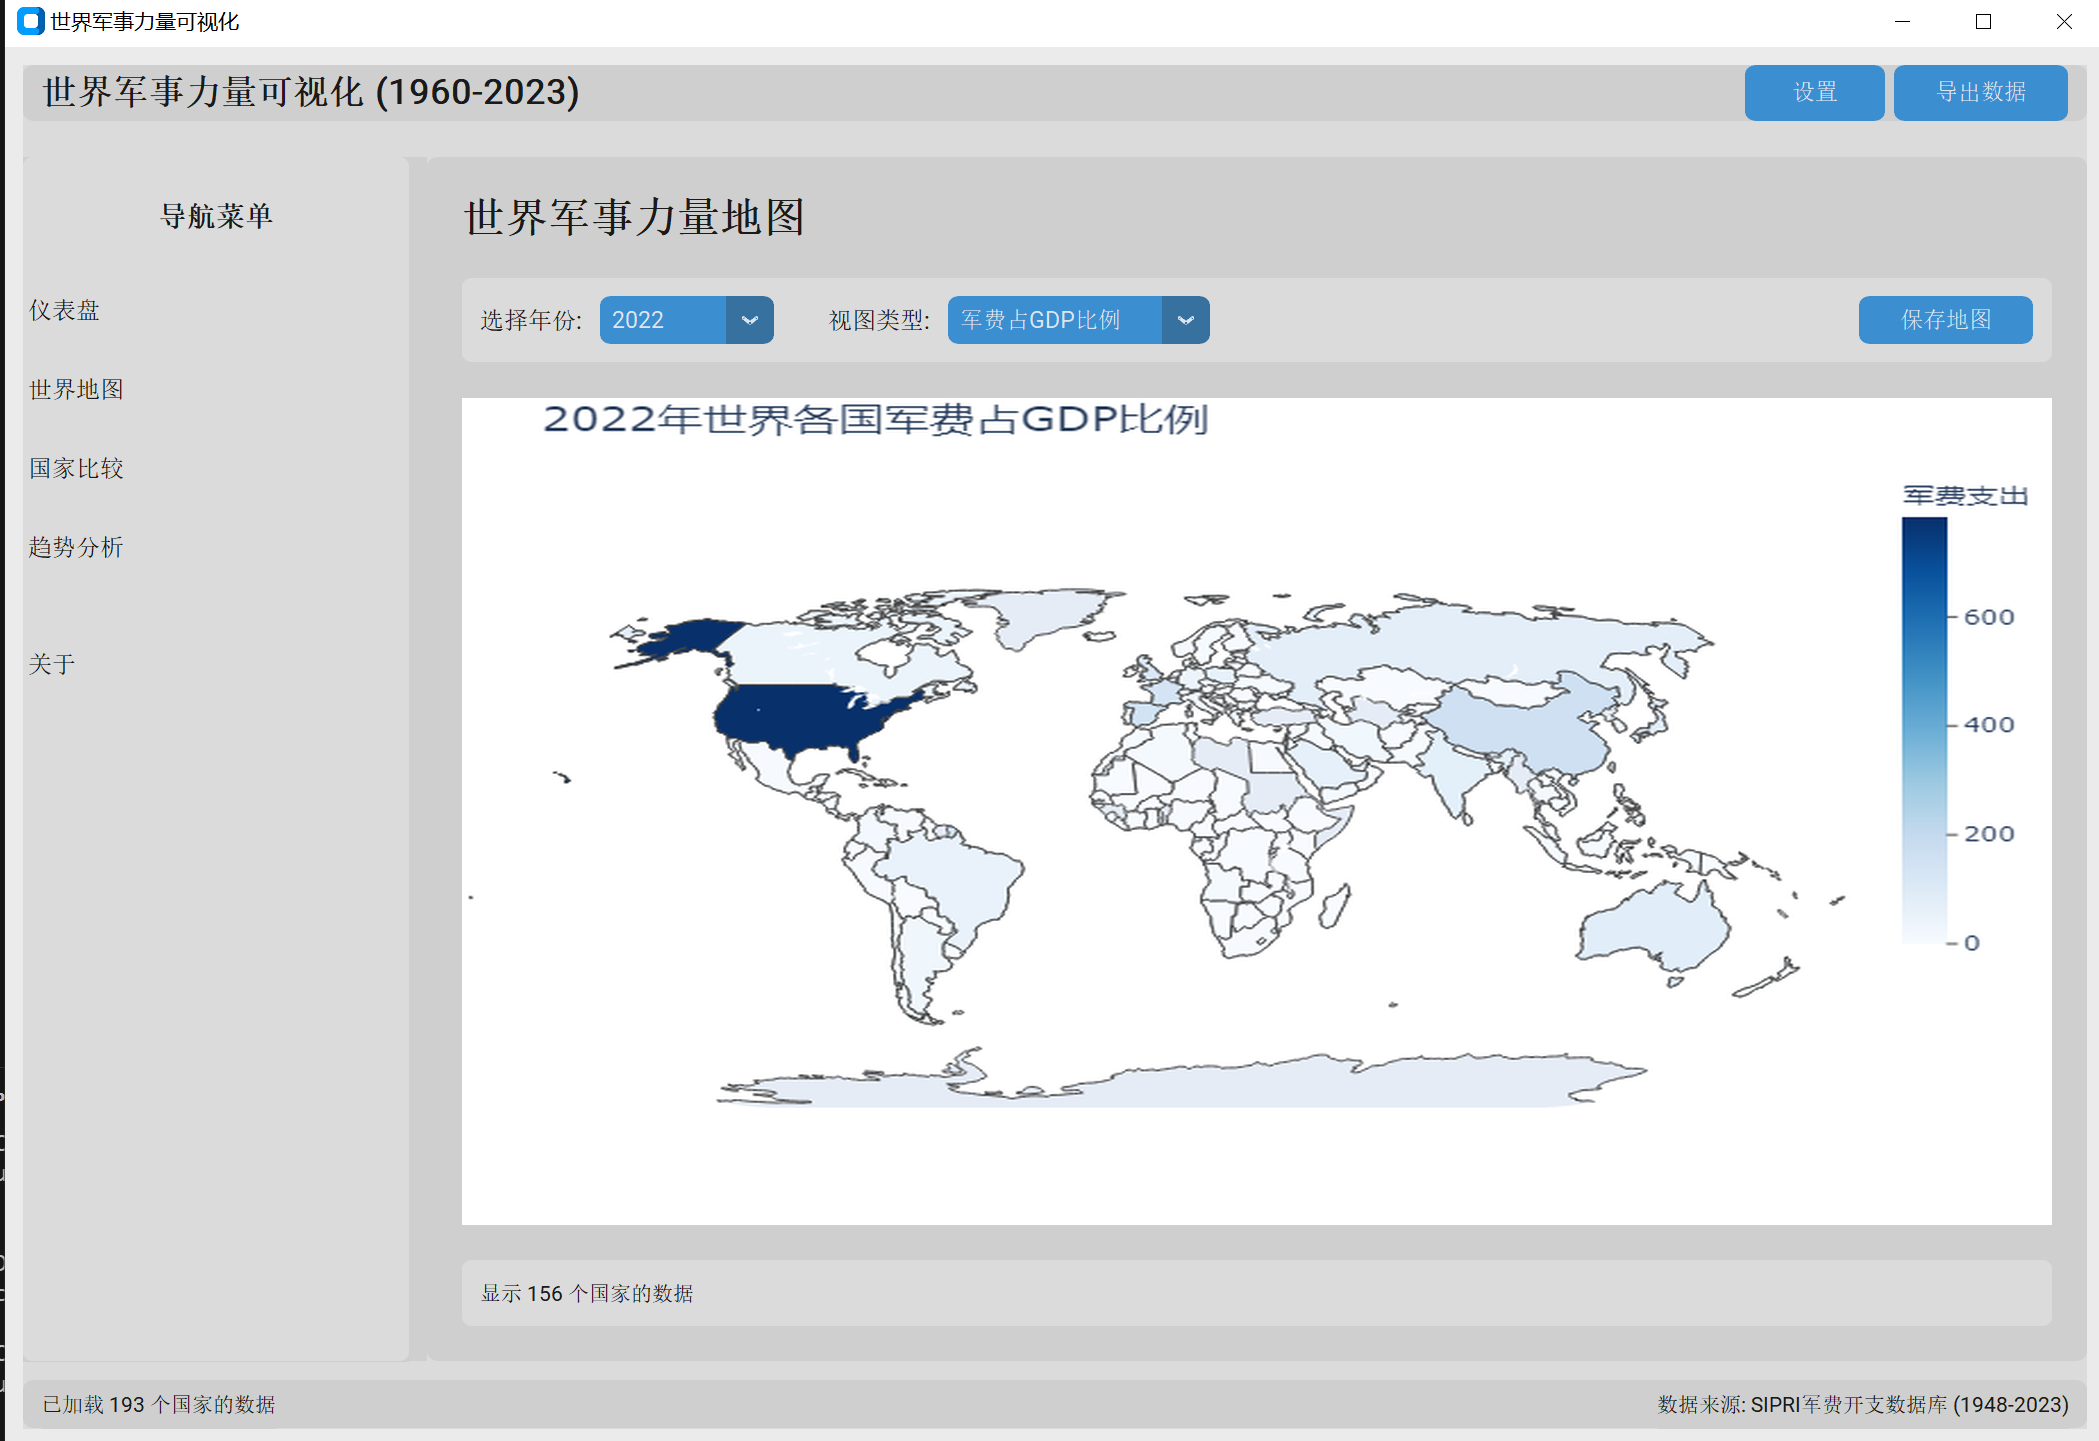 世界军事力量可视化
世界军事力量可视化 (1960-2023)
设置
导出数据
导航菜单
仪表盘
世界地图
国家比较
趋势分析
关于
世界军事力量地图
选择年份:
2022
视图类型:
军费占GDP比例
保存地图
2022年世界各国军费占GDP比例
军费支出
600
400
200
0
显示 156 个国家的数据
已加载 193 个国家的数据
数据来源: SIPRI军费开支数据库 (1948-2023)